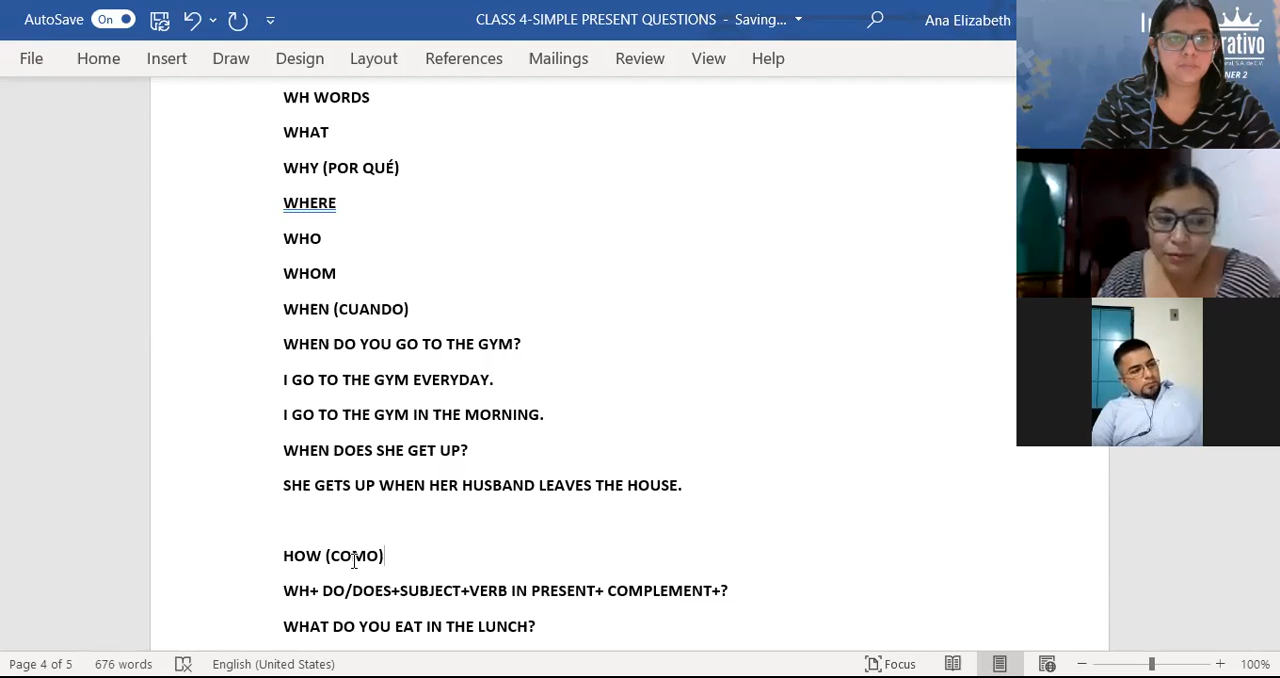 AutoSave On CLASS 4-SIMPLE PRESENT QUESTIONS - Saving... Ana Elizabeth
File Home Insert Draw Design Layout References Mailings Review View Help
rativo
NER 2
WH WORDS
WHAT
WHY (POR QUÉ)
WHERE
WHO
WHOM
WHEN (CUANDO)
WHEN DO YOU GO TO THE GYM?
I GO TO THE GYM EVERYDAY.
I GO TO THE GYM IN THE MORNING.
WHEN DOES SHE GET UP?
SHE GETS UP WHEN HER HUSBAND LEAVES THE HOUSE.
HOW (COMO)
WH+ DO/DOES+SUBJECT+VERB IN PRESENT+ COMPLEMENT+?
WHAT DO YOU EAT IN THE LUNCH?
Page 4 of 5 676 words English (United States) Focus 100%